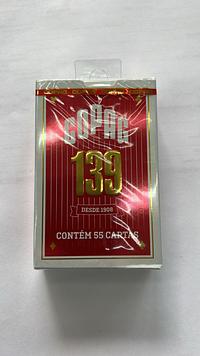 COPAG
139
DESDE 1908
CONTÉM 55 CARTAS